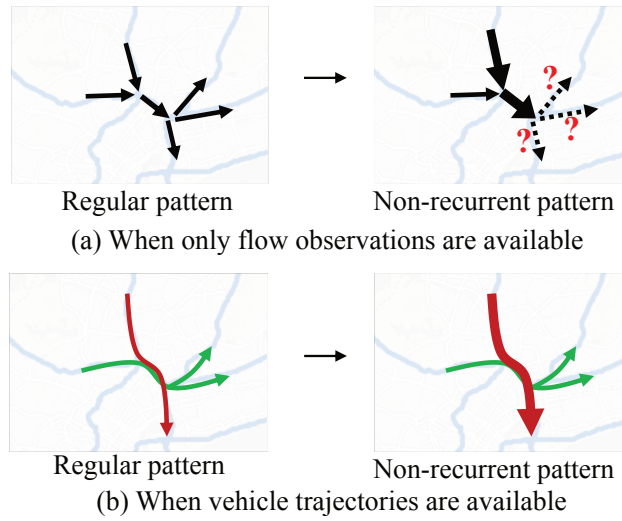 ? ? ?
Regular pattern Non-recurrent pattern
(a) When only flow observations are available
Regular pattern Non-recurrent pattern
(b) When vehicle trajectories are available